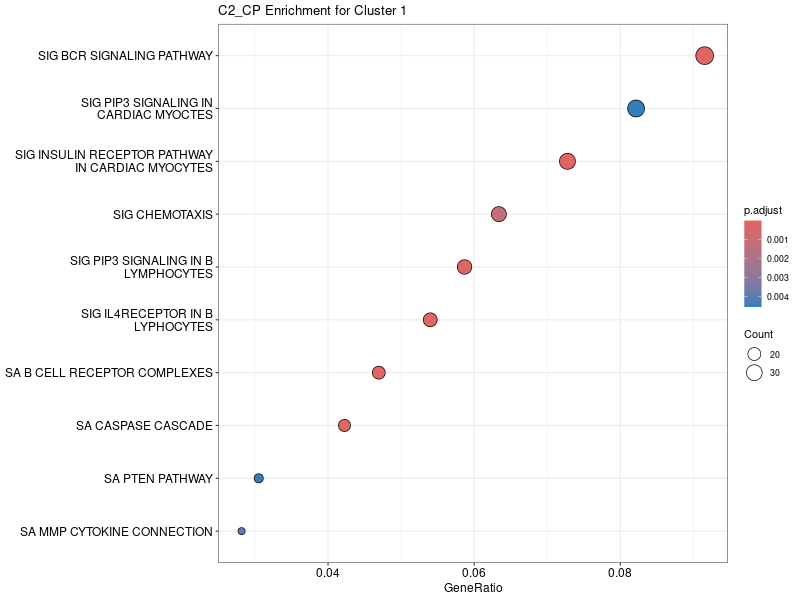 C2_CP Enrichment for Cluster 1
SIG BCR SIGNALING PATHWAY
SIG PIP3 SIGNALING IN
CARDIAC MYOCTES
SIG INSULIN RECEPTOR PATHWAY
IN CARDIAC MYOCYTES
SIG CHEMOTAXIS
SIG PIP3 SIGNALING IN B
LYMPHOCYTES
SIG IL4RECEPTOR IN B
LYPHOCYTES
SA B CELL RECEPTOR COMPLEXES
SA CASPASE CASCADE
SA PTEN PATHWAY
SA MMP CYTOKINE CONNECTION
0.04
0.06
0.08
GeneRatio
p.adjust
0.001
0.002
0.003
0.004
Count
20
30